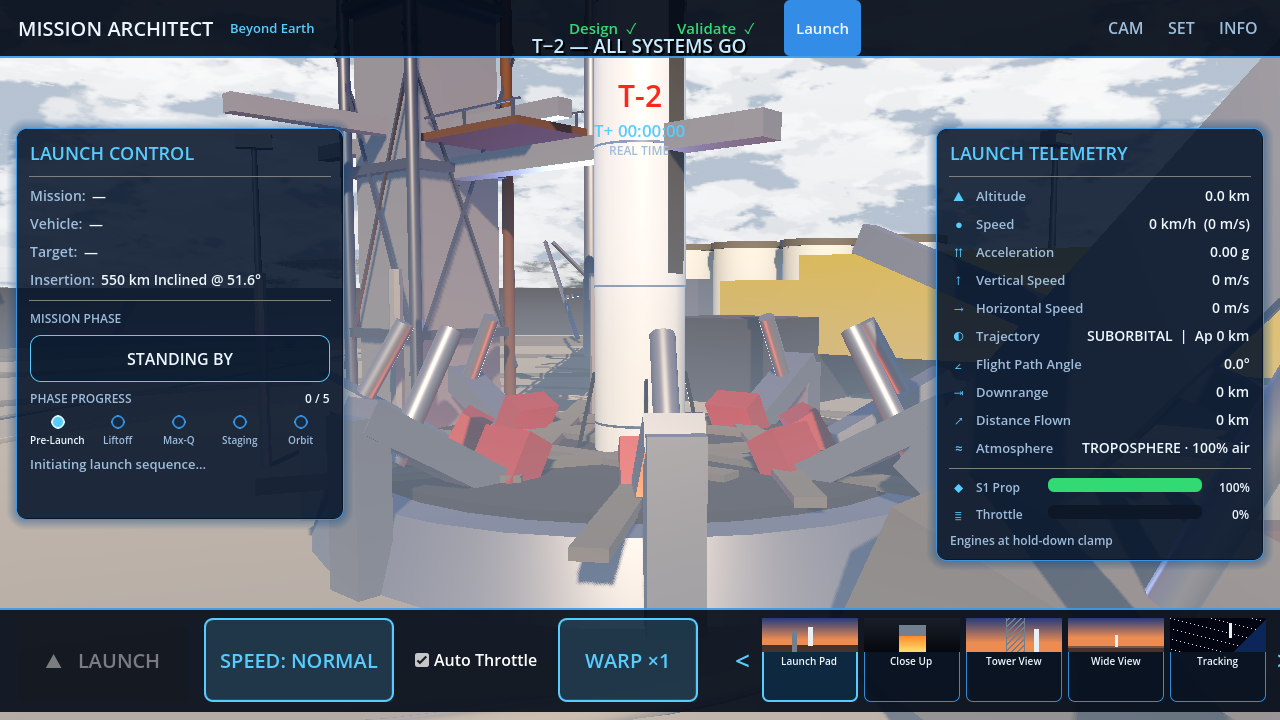 MISSION ARCHITECT
Beyond Earth
Design ✓
Validate ✓
Launch
CAM
SET
INFO
T−2 — ALL SYSTEMS GO
T-2
T+ 00:00:00
REAL TIME
LAUNCH CONTROL
Mission: —
Vehicle: —
Target: —
Insertion: 550 km Inclined @ 51.6°
MISSION PHASE
STANDING BY
PHASE PROGRESS 0 / 5
Pre-Launch Liftoff Max-Q Staging Orbit
Initiating launch sequence...
LAUNCH TELEMETRY
Altitude 0.0 km
Speed 0 km/h (0 m/s)
Acceleration 0.00 g
Vertical Speed 0 m/s
Horizontal Speed 0 m/s
Trajectory SUBORBITAL | Ap 0 km
Flight Path Angle 0.0°
Downrange 0 km
Distance Flown 0 km
Atmosphere TROPOSPHERE · 100% air
S1 Prop 100%
Throttle 0%
Engines at hold-down clamp
▲ LAUNCH
SPEED: NORMAL
Auto Throttle
WARP ×1
<
Launch Pad
Close Up
Tower View
Wide View
Tracking